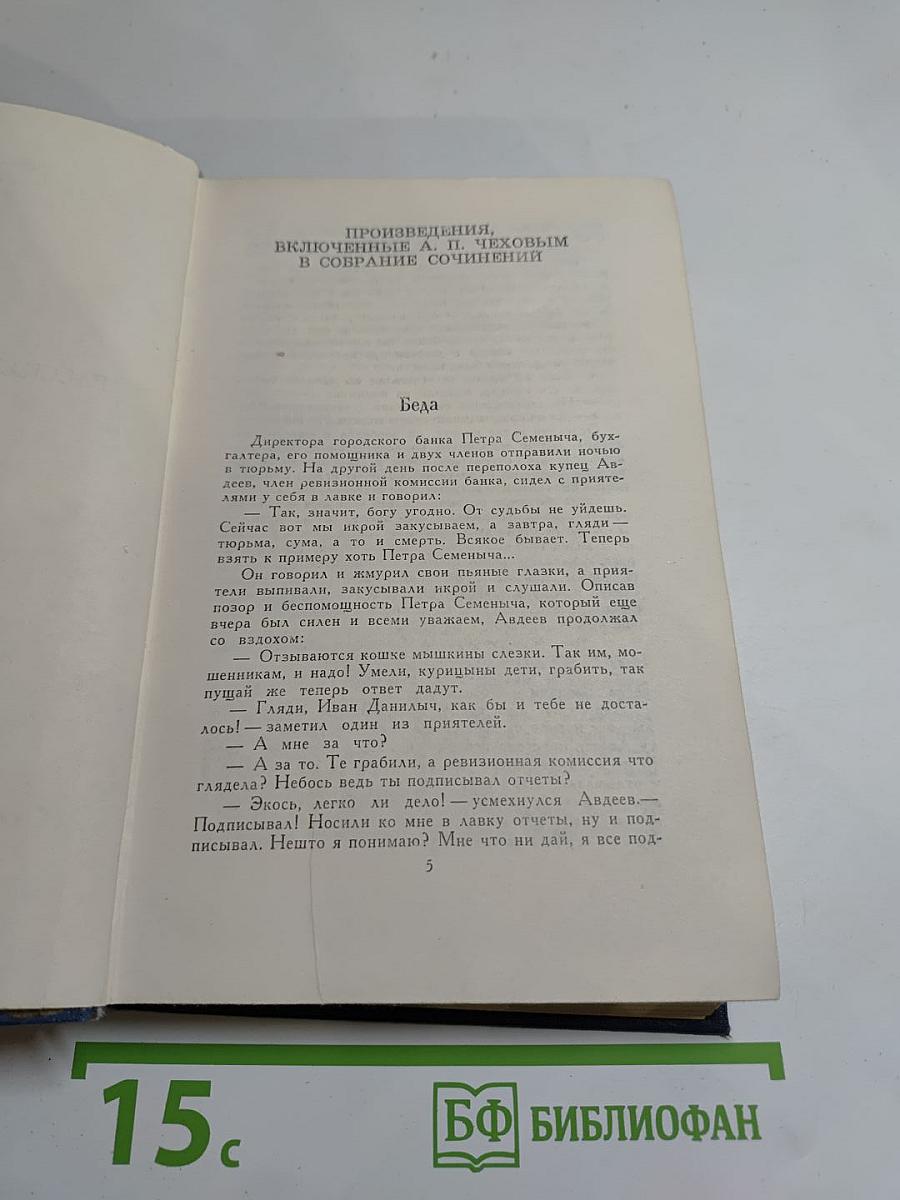 ПРОИЗВЕДЕНИЯ,
ВКЛЮЧЕННЫЕ А. П. ЧЕХОВЫМ
В СОБРАНИЕ СОЧИНЕНИЙ
Беда
Директора городского банка Петра Семеныча, бух-
галтера, его помощника и двух членов отправили ночью
в тюрьму. На другой день после переполоха купец Ав-
деев, член ревизионной комиссии банка, сидел с прияте-
лями у себя в лавке и говорил:
— Так, значит, богу угодно. От судьбы не уйдешь.
Сейчас вот мы икрой закусываем, а завтра, гляди —
тюрьма, сума, а то и смерть. Всякое бывает. Теперь
взять к примеру хоть Петра Семеныча...
Он говорил и жмурил свои пьяные глазки, а прия-
тели выпивали, закусывали икрой и слушали. Описав
позор и беспомощность Петра Семеныча, который еще
вчера был силен и всеми уважаем, Авдеев продолжал
со вздохом:
— Отзываются кошке мышкины слезки. Так им, мо-
шенникам, и надо! Умели, курицыны дети, грабить, так
пущай же теперь ответ дадут.
— Гляди, Иван Данилыч, как бы и тебе не доста-
лось! — заметил один из приятелей.
— А мне за что?
— А за то. Те грабили, а ревизионная комиссия что
глядела? Небось ведь ты подписывал отчеты?
— Экось, легко ли дело! — усмехнулся Авдеев.—
Подписывал! Носили ко мне в лавку отчеты, ну и под-
писывал. Нешто я понимаю? Мне что ни дай, я все под-
5
15с
БФ БИБЛИОФАН